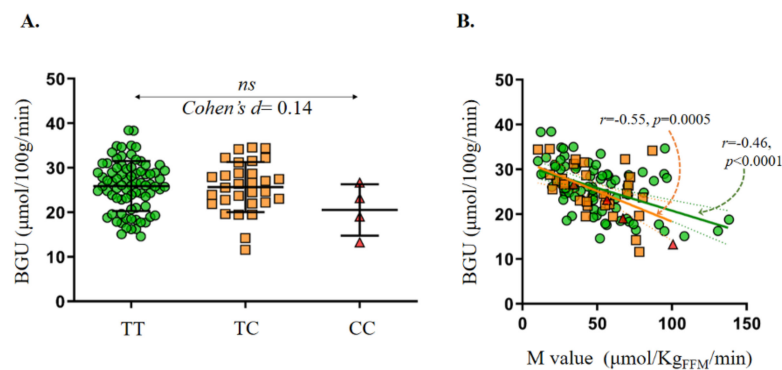 A.
BGU (µmol/100g/min)
50
40
30
20
10
0
ns
Cohen's d= 0.14
TT TC CC
B.
BGU (µmol/100g/min)
50
40
30
20
10
0
r=-0.55, p=0.0005
r=-0.46,
p<0.0001
0 50 100 150
M value (µmol/KgFFM/min)